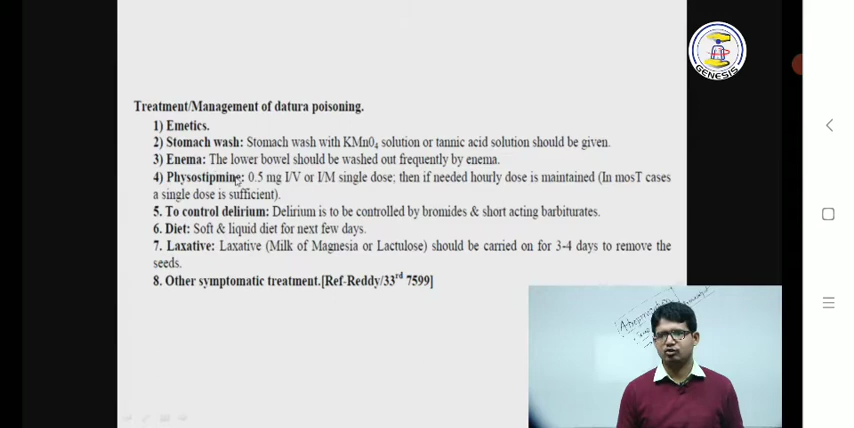 GENESIS
Treatment/Management of datura poisoning.
1) Emetics.
2) Stomach wash: Stomach wash with KMn0₄ solution or tannic acid solution should be given.
3) Enema: The lower bowel should be washed out frequently by enema.
4) Physostipmine: 0.5 mg I/V or I/M single dose; then if needed hourly dose is maintained (In mosT cases
a single dose is sufficient).
5. To control delirium: Delirium is to be controlled by bromides & short acting barbiturates.
6. Diet: Soft & liquid diet for next few days.
7. Laxative: Laxative (Milk of Magnesia or Lactulose) should be carried on for 3-4 days to remove the
seeds.
8. Other symptomatic treatment.[Ref-Reddy/33ʳᵈ 7599]